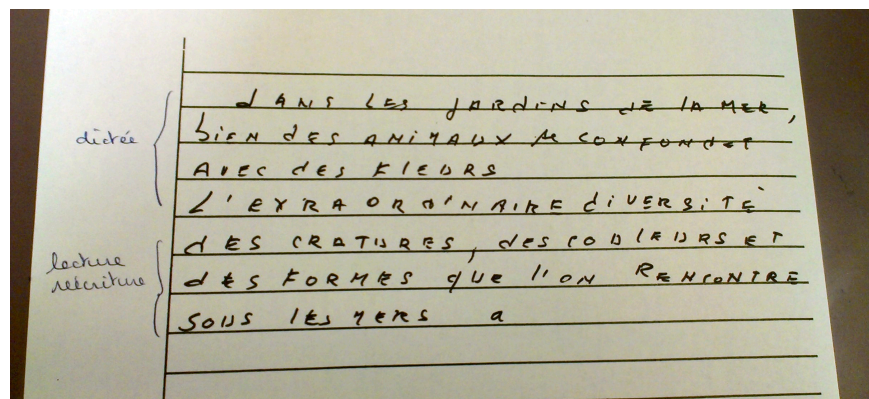 dANS LES JARdiNS dE lA MER,
dictée
biEN dES ANiMAUX se CONFONdET
AVEC dES FlEURS
L'EXTRAORdiNAIRE diVERSiTÉ
dES CRATURES, des COULEURS ET
lecture
réécriture
dES FORMES qUe l'ON RENCONTRE
SOUS lES MERS a